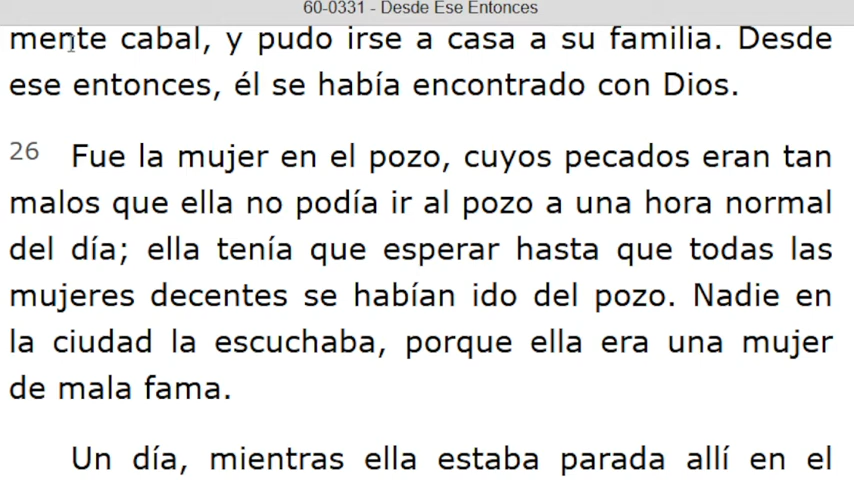 60-0331 - Desde Ese Entonces
mente cabal, y pudo irse a casa a su familia. Desde
ese entonces, él se había encontrado con Dios.
26 Fue la mujer en el pozo, cuyos pecados eran tan
malos que ella no podía ir al pozo a una hora normal
del día; ella tenía que esperar hasta que todas las
mujeres decentes se habían ido del pozo. Nadie en
la ciudad la escuchaba, porque ella era una mujer
de mala fama.
Un día, mientras ella estaba parada allí en el